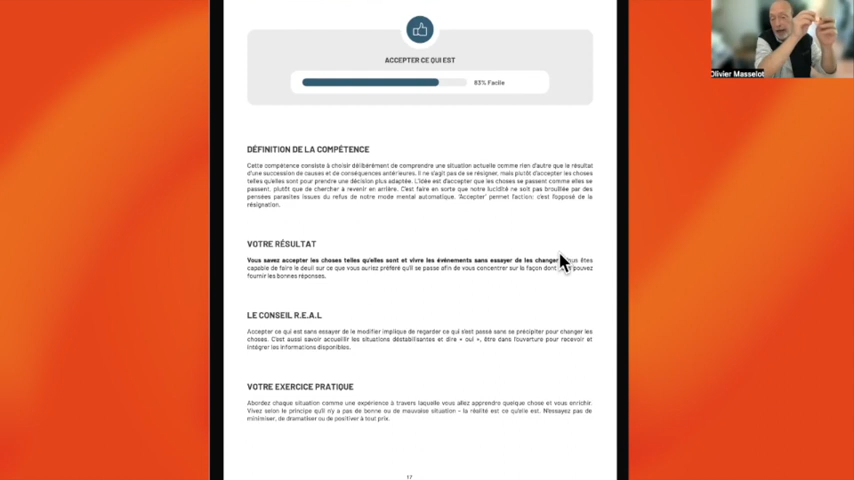 Olivier Masselot
ACCEPTER CE QUI EST
83% Facile
DÉFINITION DE LA COMPÉTENCE
Cette compétence consiste à choisir délibérément de comprendre une situation actuelle comme rien d'autre que le résultat
d'une succession de causes et de conséquences antérieures. Il ne s'agit pas de se résigner, mais plutôt d'accepter les choses
telles qu'elles sont pour prendre une décision plus adaptée. L'idée est d'accepter que les choses se passent comme elles se
passent, plutôt que de chercher à revenir en arrière. C'est faire en sorte que notre lucidité ne soit pas brouillée par des
pensées parasites issues du refus de notre mode mental automatique. 'Accepter' permet l'action: c'est l'opposé de la
résignation.
VOTRE RÉSULTAT
Vous savez accepter les choses telles qu'elles sont et vivre les événements sans essayer de les changer êtes
capable de faire le deuil sur ce que vous auriez préféré qu'il se passe afin de vous concentrer sur la façon dont pouvez
fournir les bonnes réponses.
LE CONSEIL R.E.A.L
Accepter ce qui est sans essayer de le modifier implique de regarder ce qui s'est passé sans se précipiter pour changer les
choses. C'est aussi savoir accueillir les situations déstabilisantes et dire « oui », être dans l'ouverture pour recevoir et
intégrer les informations disponibles.
VOTRE EXERCICE PRATIQUE
Abordez chaque situation comme une expérience à travers laquelle vous allez apprendre quelque chose et vous enrichir.
Vivez selon le principe qu'il n'y a pas de bonne ou de mauvaise situation – la réalité est ce qu'elle est. N'essayez pas de
minimiser, de dramatiser ou de positiver à tout prix.
17